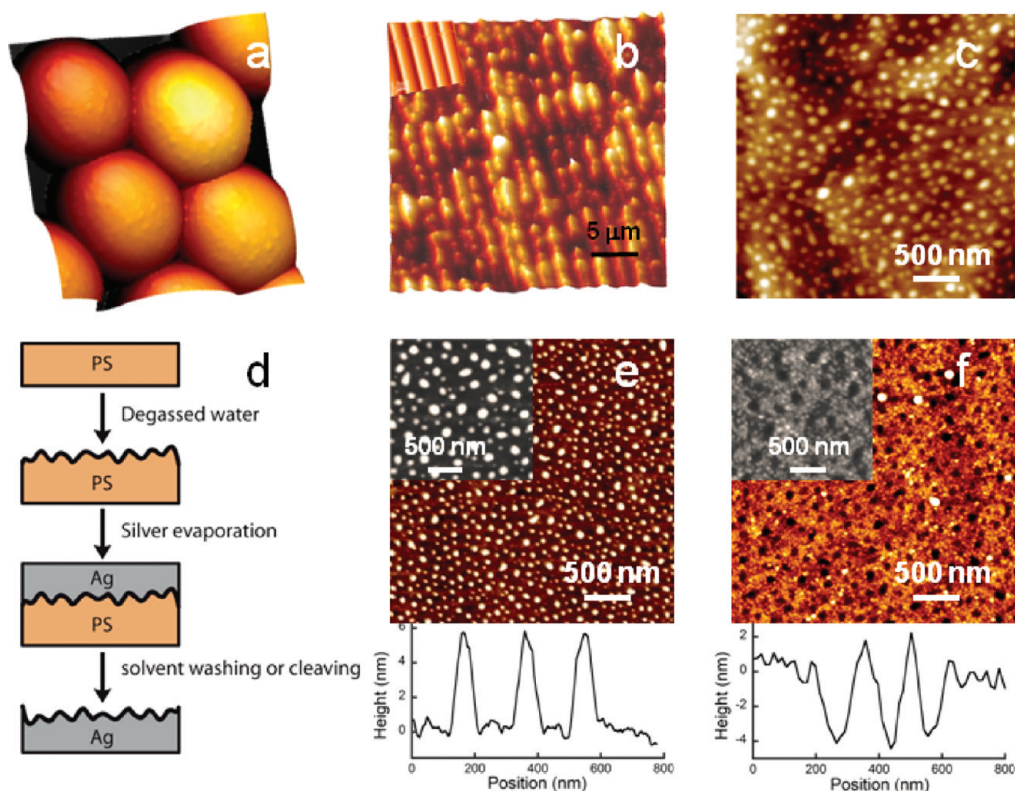 a
b
c
5 μm
500 nm
PS
d
Degassed water
PS
Silver evaporation
Ag
PS
solvent washing or cleaving
Ag
e
500 nm
500 nm
f
500 nm
500 nm
Height (nm)
6
4
2
0
0 200 400 600 800
Position (nm)
Height (nm)
2
0
-2
-4
0 200 400 600 800
Position (nm)